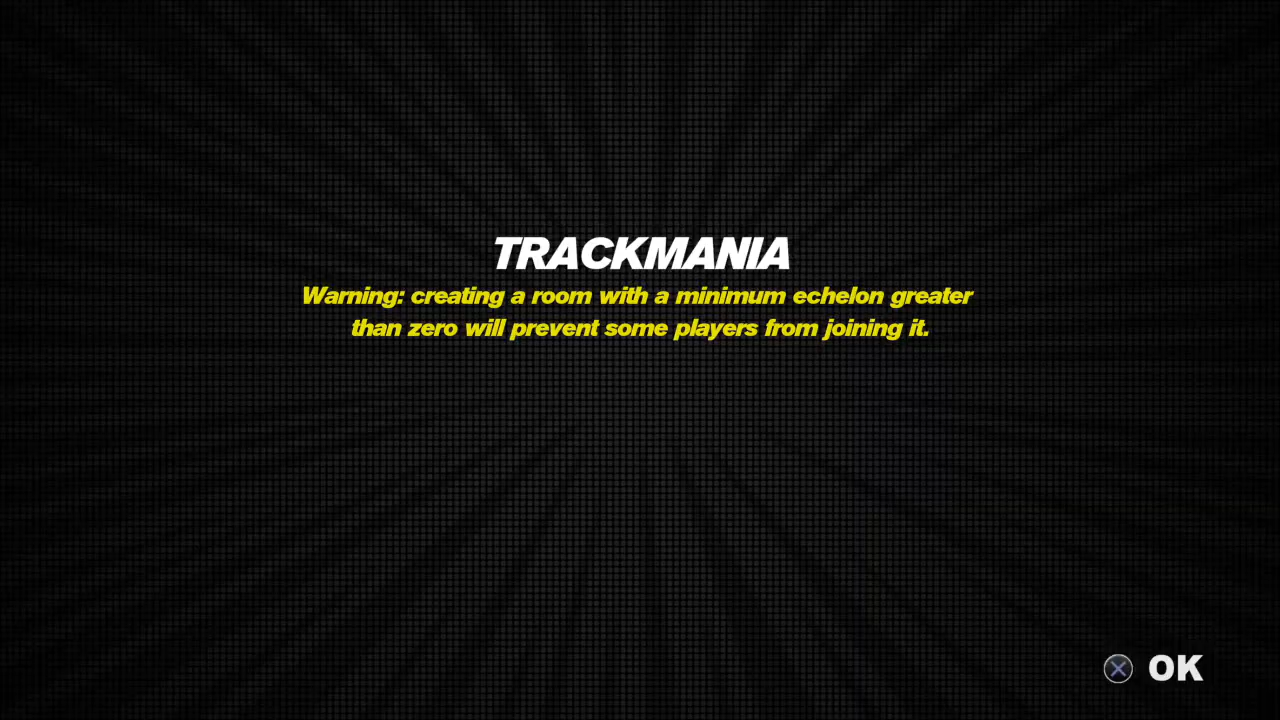 TRACKMANIA
Warning: creating a room with a minimum echelon greater
than zero will prevent some players from joining it.
OK